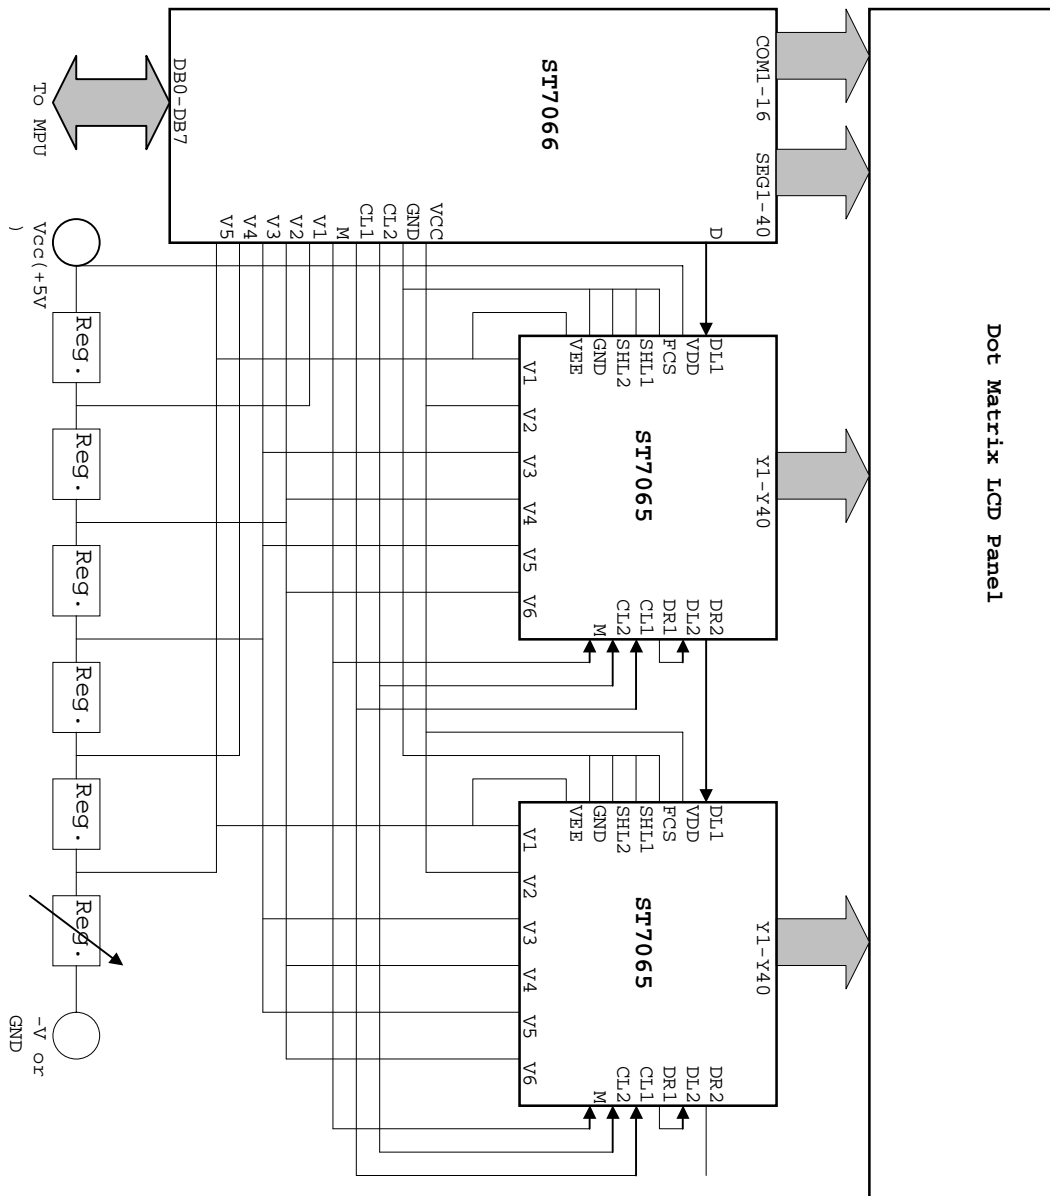 Dot Matrix LCD Panel
COM1-16
SEG1-40
Y1-Y40
Y1-Y40
ST7066
D
DB0-DB7
To MPU
VCC
GND
CL2
CL1
M
V1
V2
V3
V4
V5
DL1
VDD
FCS
SHL1
SHL2
GND
VEE
ST7065
DR2
DL2
DR1
CL1
CL2
M
V1
V2
V3
V4
V5
V6
DL1
VDD
FCS
SHL1
SHL2
GND
VEE
ST7065
DR2
DL2
DR1
CL1
CL2
M
V1
V2
V3
V4
V5
V6
Vcc(+5V
)
Reg.
Reg.
Reg.
Reg.
Reg.
Reg.
-V or
GND